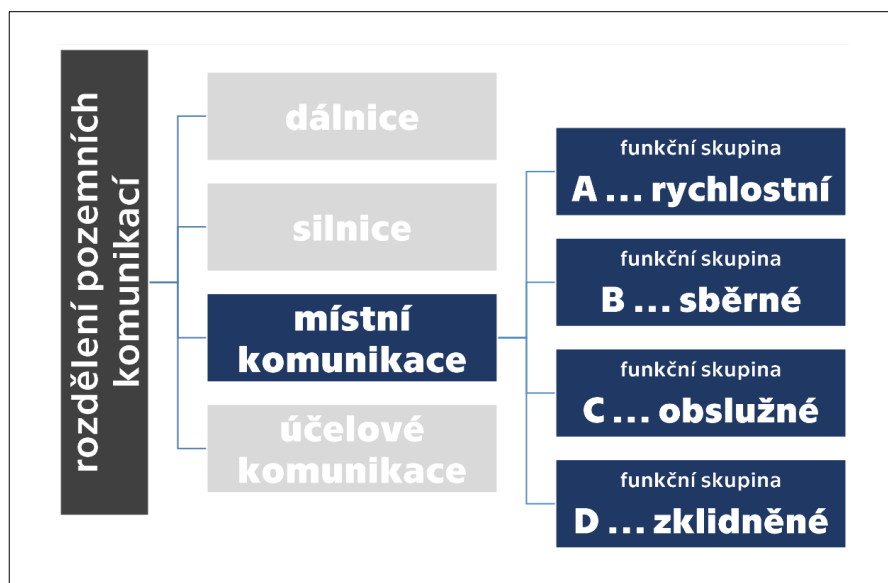 rozdělení pozemních
komunikací
dálnice
silnice
místní
komunikace
účelové
komunikace
funkční skupina
A ... rychlostní
funkční skupina
B ... sběrné
funkční skupina
C ... obslužné
funkční skupina
D ... zklidněné